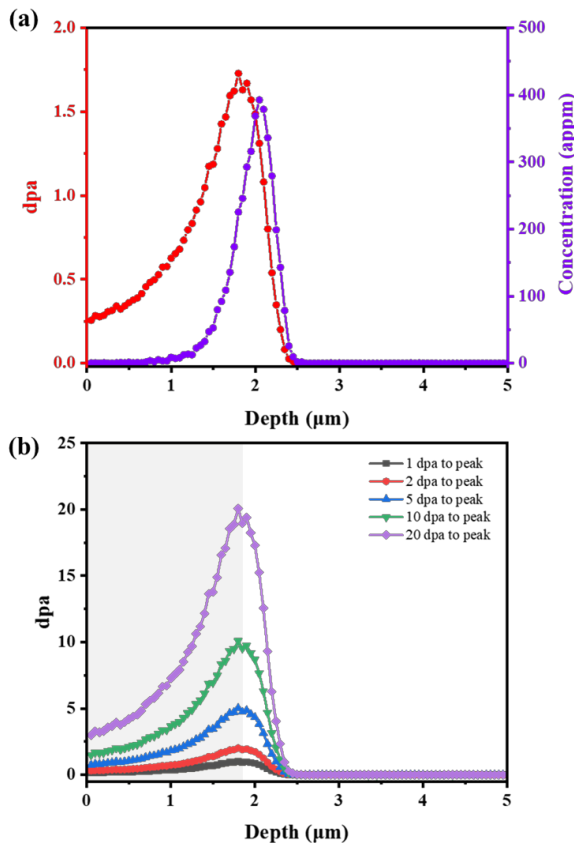 (a)
2.0
1.5
1.0
0.5
0.0
dpa
500
400
300
200
100
0
Concentration (appm)
0
1
2
3
4
5
Depth (μm)
(b)
25
20
15
10
5
0
dpa
1 dpa to peak
2 dpa to peak
5 dpa to peak
10 dpa to peak
20 dpa to peak
0
1
2
3
4
5
Depth (μm)